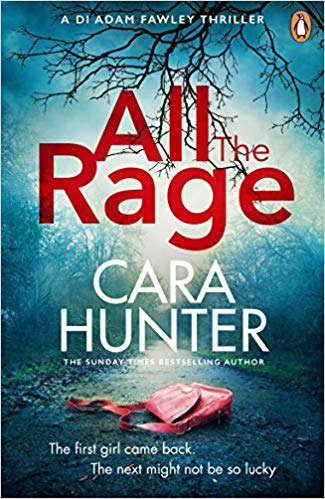 A DI ADAM FAWLEY THRILLER
All The
Rage
CARA
HUNTER
THE SUNDAY TIMES BESTSELLING AUTHOR
The first girl came back.
The next might not be so lucky